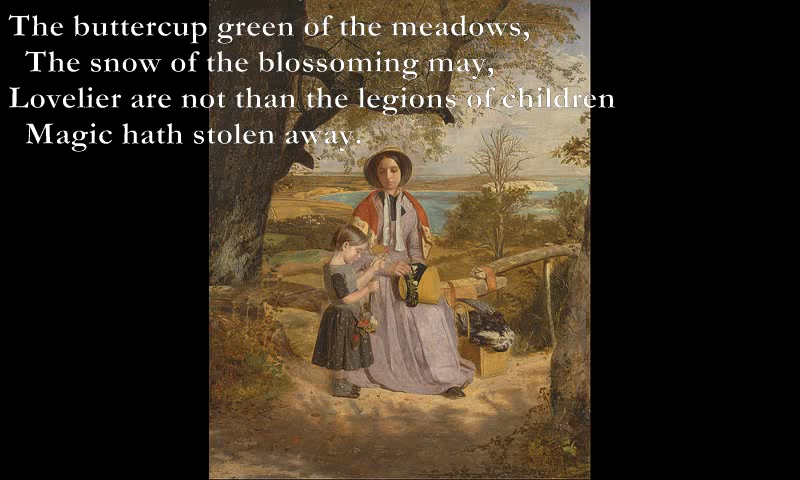 The buttercup green of the meadows,
The snow of the blossoming may,
Lovelier are not than the legions of children
Magic hath stolen away.